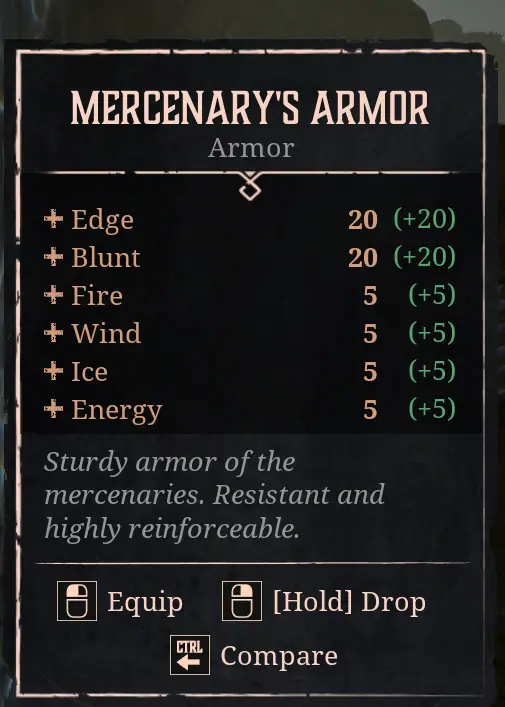 MERCENARY'S ARMOR
Armor
Edge 20 (+20)
Blunt 20 (+20)
Fire 5 (+5)
Wind 5 (+5)
Ice 5 (+5)
Energy 5 (+5)
Sturdy armor of the
mercenaries. Resistant and
highly reinforceable.
Equip [Hold] Drop
CTRL Compare